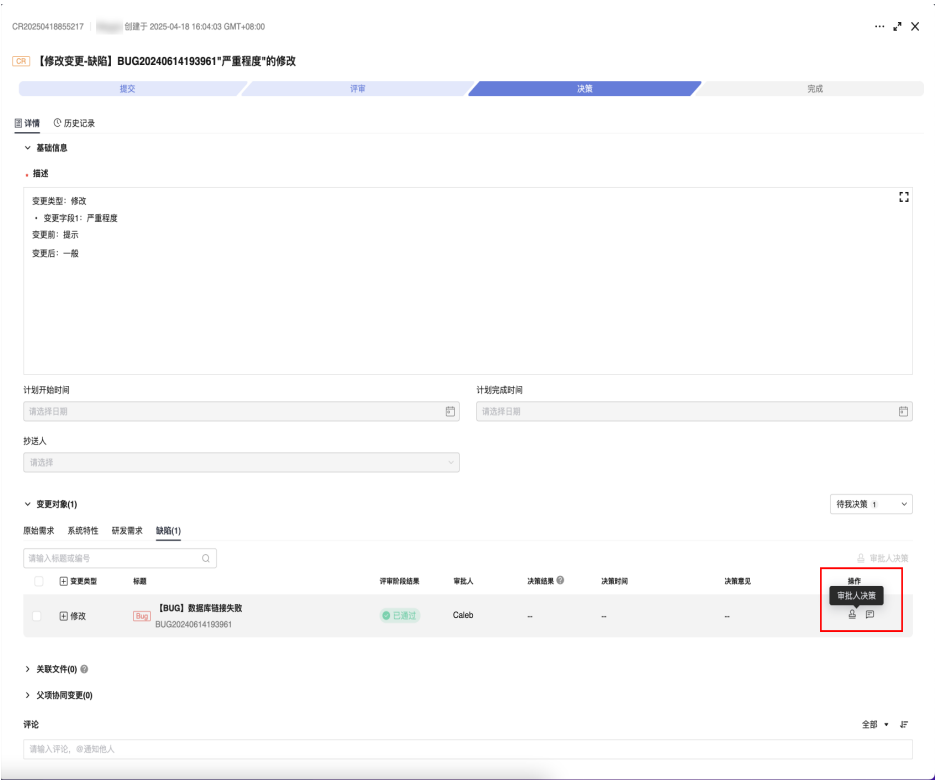 CR20250418855217 创建于 2025-04-18 16:04:03 GMT+08:00
CR 【修改变更-缺陷】BUG20240614193961"严重程度"的修改
提交 评审 决策 完成
详情 历史记录
基础信息
* 描述
变更类型：修改
• 变更字段1：严重程度
变更前：提示
变更后：一般
计划开始时间 计划完成时间
请选择日期 请选择日期
抄送人
请选择
变更对象(1) 待我决策 1
原始需求 系统特性 研发需求 缺陷(1)
请输入标题或编号 审批人决策
变更类型 标题 评审阶段结果 审批人 决策结果 决策时间 决策意见 操作
审批人决策
修改 Bug 【BUG】数据库链接失败 已通过 Caleb -- -- --
BUG20240614193961
关联文件(0)
父项协同变更(0)
评论 全部
请输入评论，@通知他人